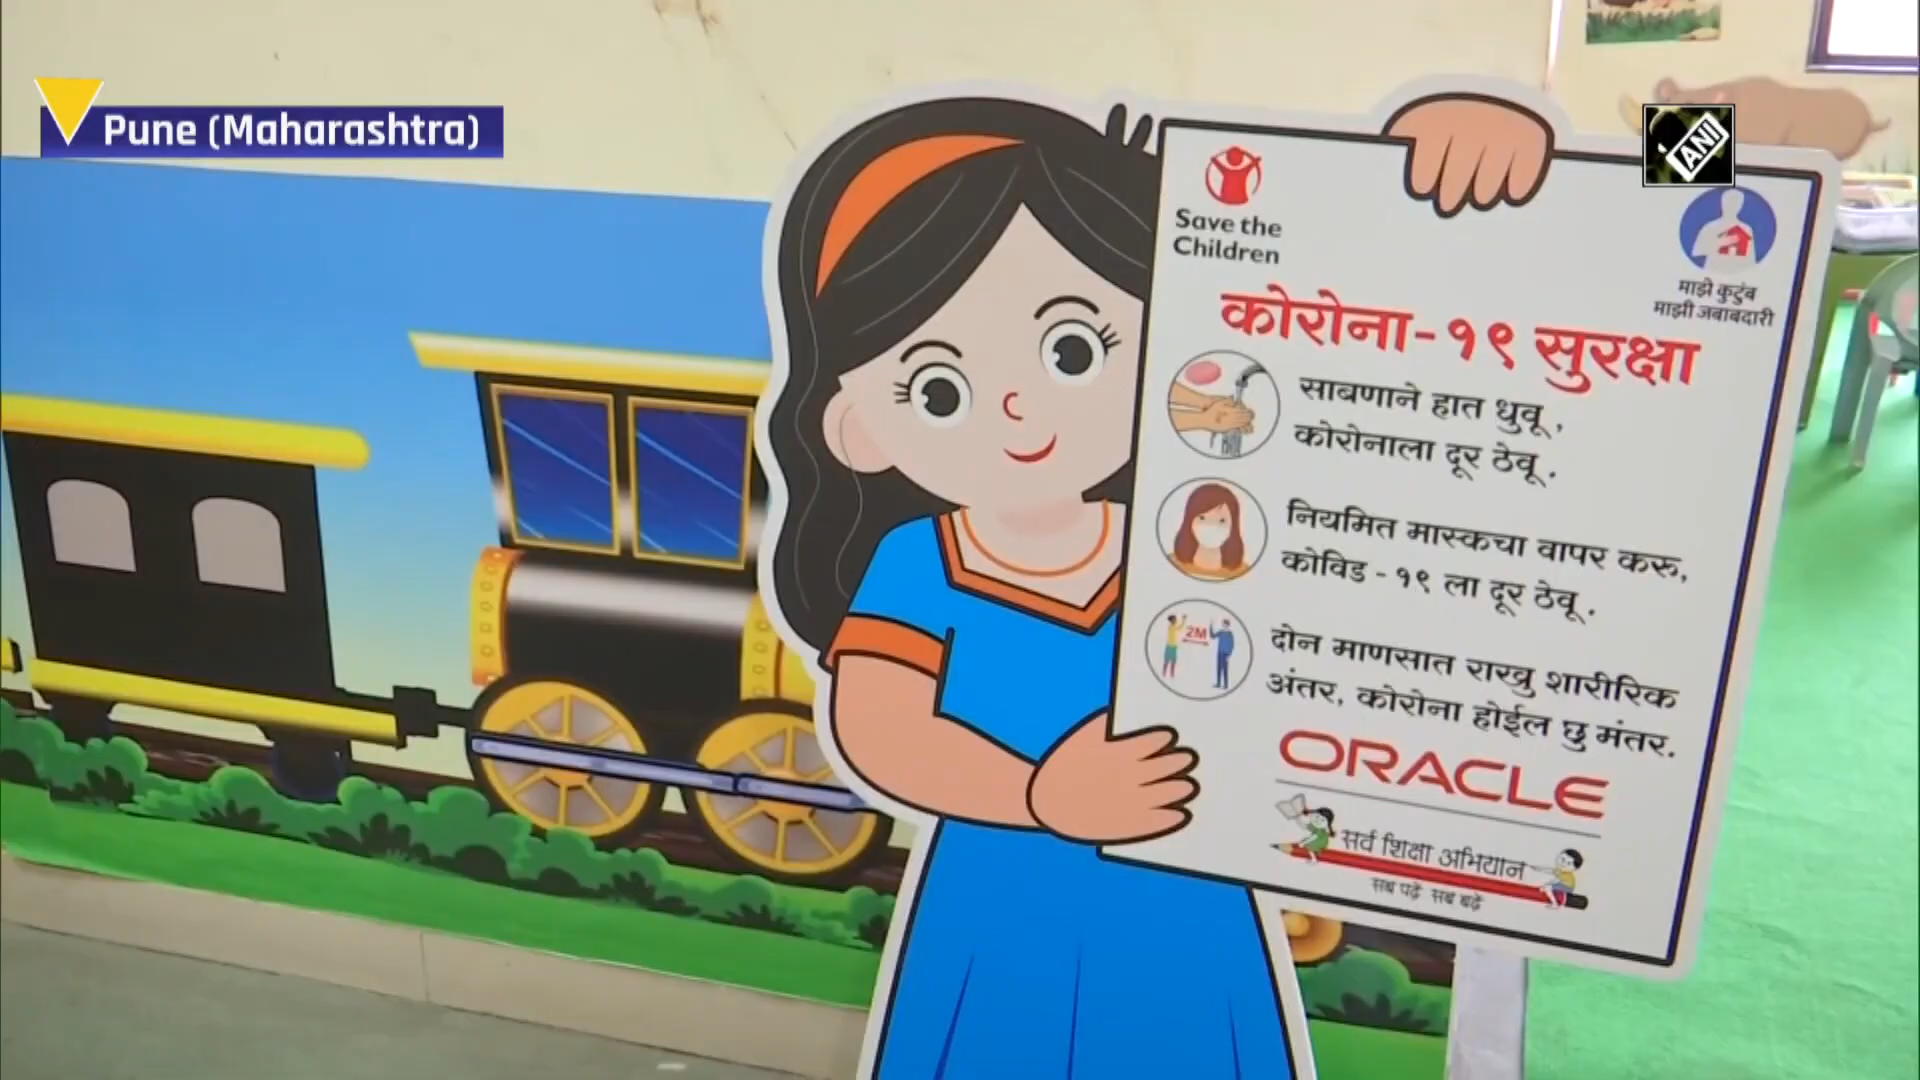 Pune (Maharashtra)
ANI
Save the
Children
माझे कुटुंब
माझी जबाबदारी
कोरोना-१९ सुरक्षा
साबणाने हात धुवू ,
कोरोनाला दूर ठेवू .
नियमित मास्कचा वापर करू,
कोविड - १९ ला दूर ठेवू .
2M
दोन माणसात राखु शारीरिक
अंतर, कोरोना होईल छु मंतर.
ORACLE
सर्व शिक्षा अभियान
सब पढ़ें सब बढ़ें